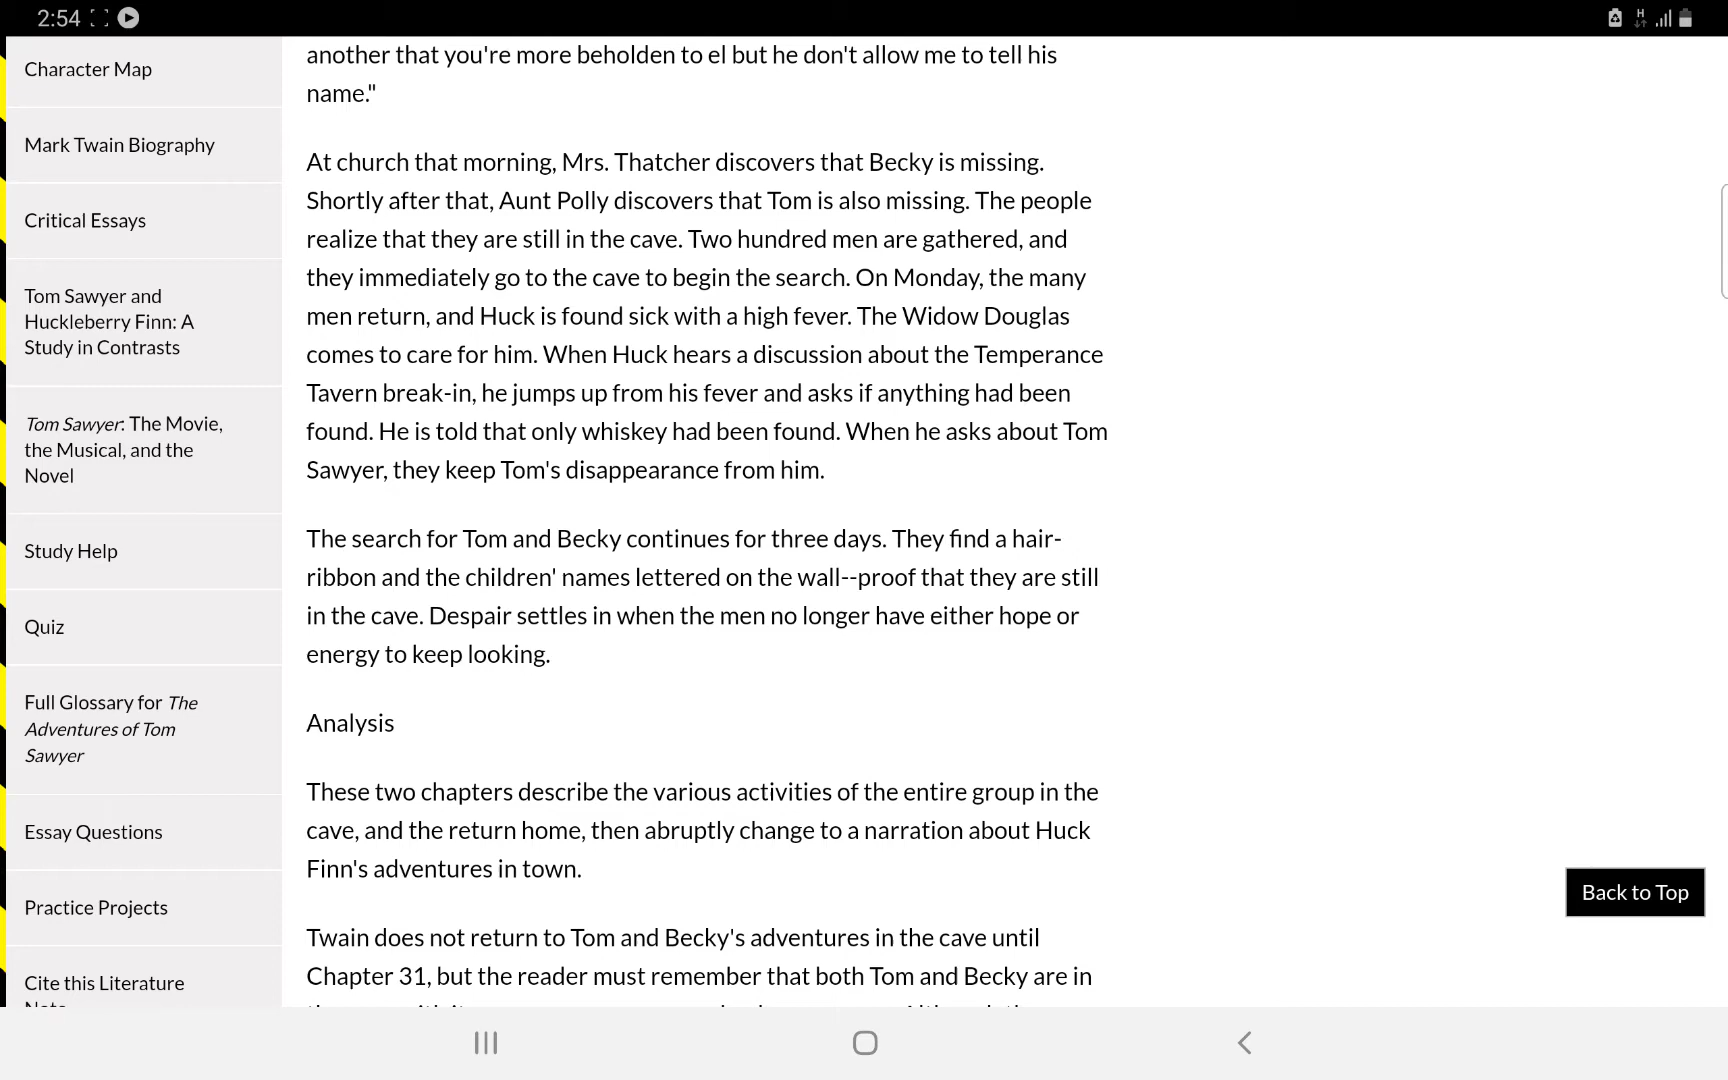 2:54
H
Character Map
Mark Twain Biography
Critical Essays
Tom Sawyer and
Huckleberry Finn: A
Study in Contrasts
Tom Sawyer: The Movie,
the Musical, and the
Novel
Study Help
Quiz
Full Glossary for The
Adventures of Tom
Sawyer
Essay Questions
Practice Projects
Cite this Literature
Note
another that you're more beholden to el but he don't allow me to tell his
name."
At church that morning, Mrs. Thatcher discovers that Becky is missing.
Shortly after that, Aunt Polly discovers that Tom is also missing. The people
realize that they are still in the cave. Two hundred men are gathered, and
they immediately go to the cave to begin the search. On Monday, the many
men return, and Huck is found sick with a high fever. The Widow Douglas
comes to care for him. When Huck hears a discussion about the Temperance
Tavern break-in, he jumps up from his fever and asks if anything had been
found. He is told that only whiskey had been found. When he asks about Tom
Sawyer, they keep Tom's disappearance from him.
The search for Tom and Becky continues for three days. They find a hair-
ribbon and the children' names lettered on the wall--proof that they are still
in the cave. Despair settles in when the men no longer have either hope or
energy to keep looking.
Analysis
These two chapters describe the various activities of the entire group in the
cave, and the return home, then abruptly change to a narration about Huck
Finn's adventures in town.
Twain does not return to Tom and Becky's adventures in the cave until
Chapter 31, but the reader must remember that both Tom and Becky are in
Back to Top